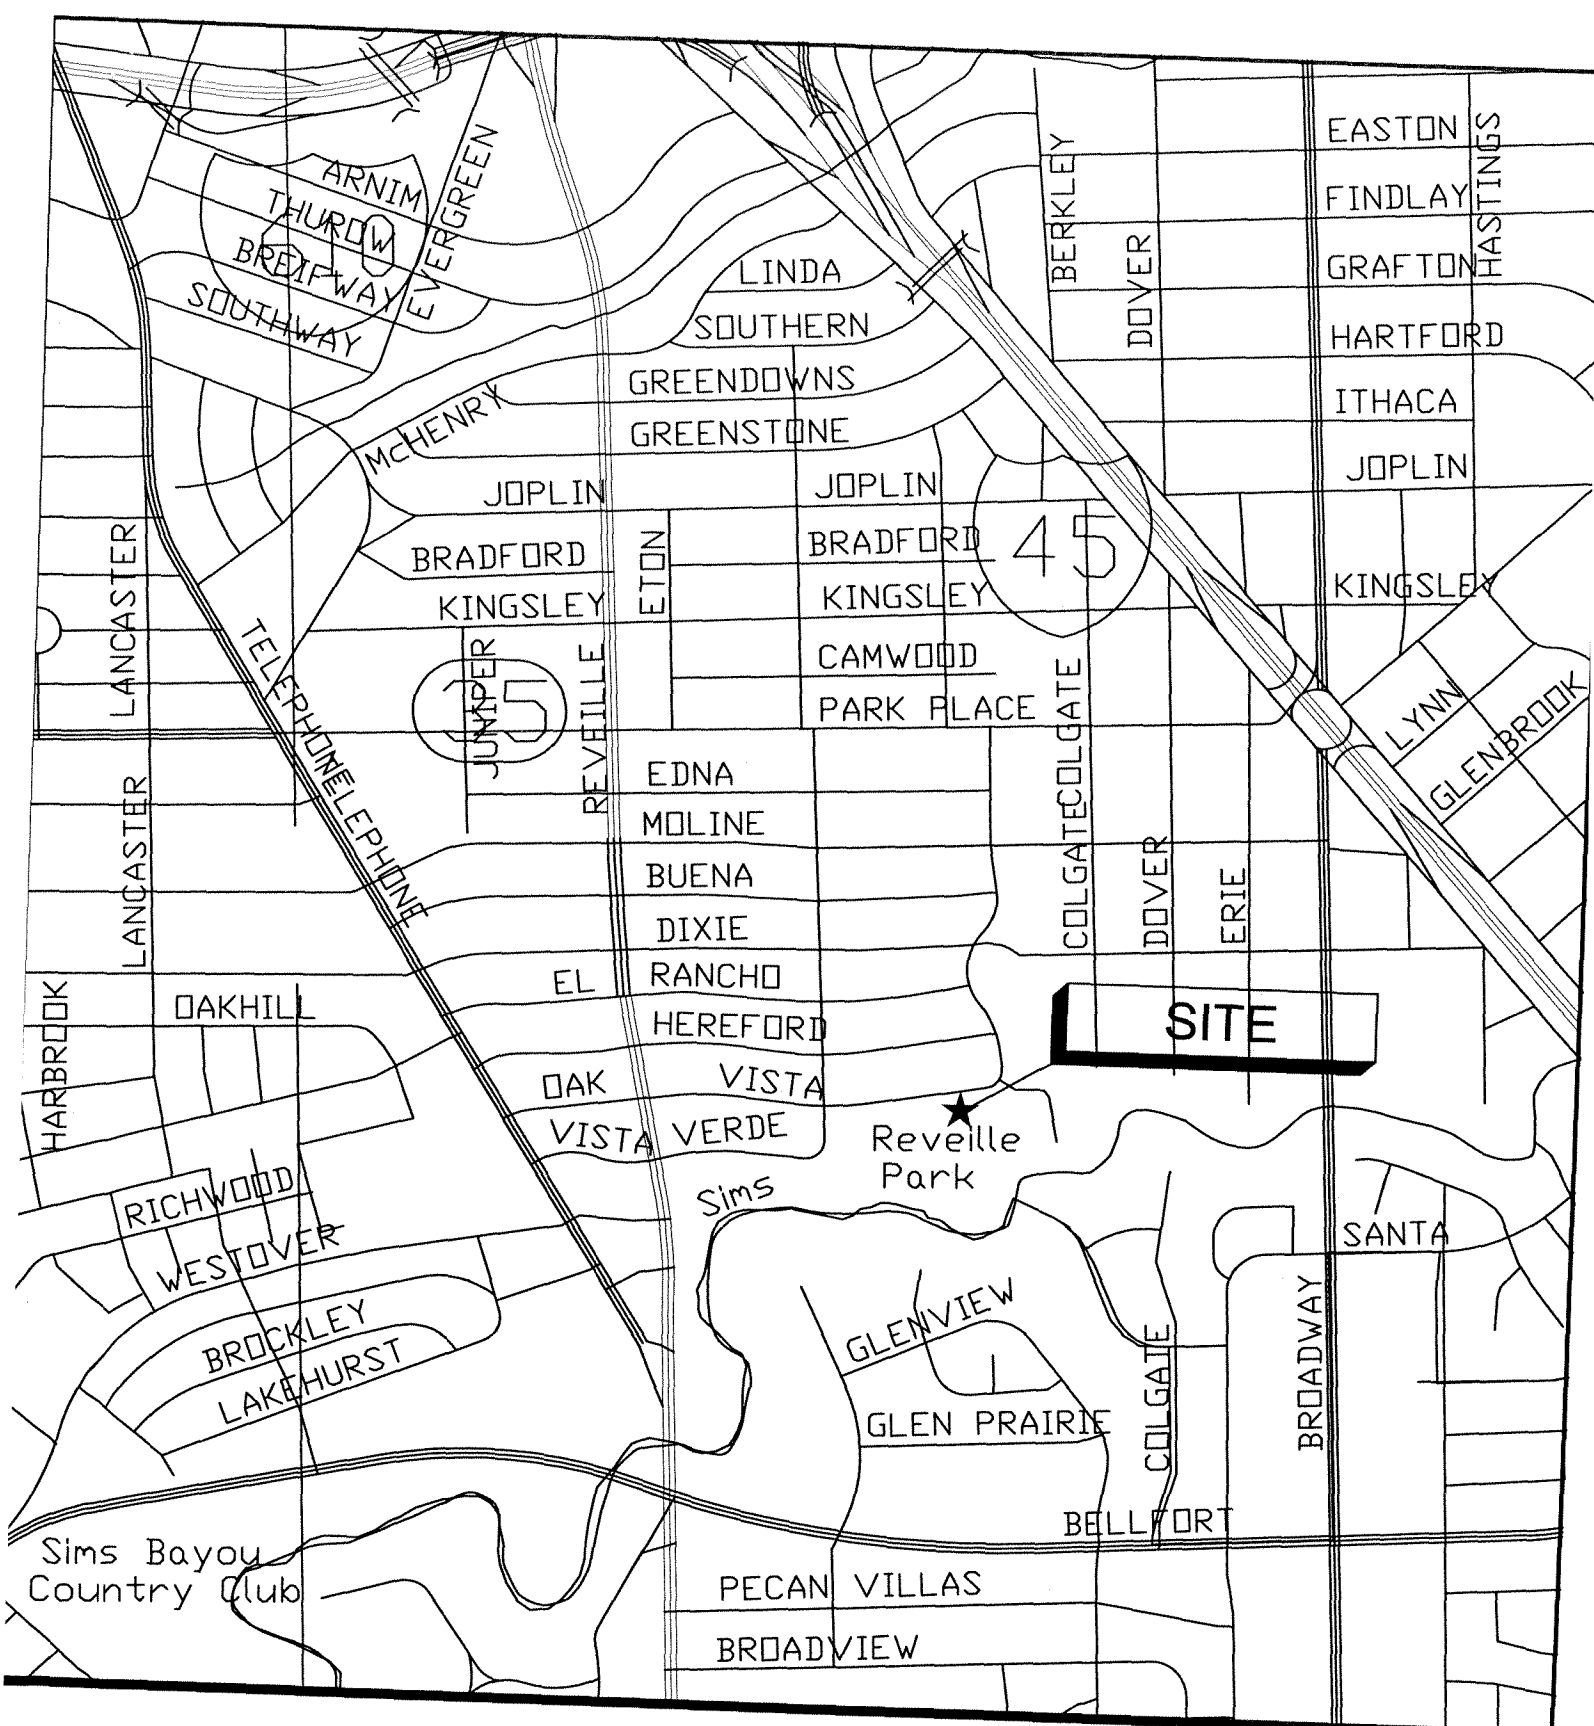 EASTON
HASTINGS
ARNIM
EVERGREEN
BERKLEY
THUROW
FINDLAY
610
BREIFWAY
DOVER
LINDA
GRAFTON
SOUTHWAY
SOUTHERN
HARTFORD
GREENDOWNS
ITHACA
McHENRY
GREENSTONE
JOPLIN
JOPLIN
JOPLIN
LANCASTER
BRADFORD
ETON
BRADFORD
45
KINGSLEY
KINGSLEY
KINGSLEY
TELEPHONE
JUNIPER
35
REVEILLE
CAMWOOD
COLGATE
PARK PLACE
LYNN
GLENBROOK
TELEPHONE
LANCASTER
EDNA
MOLINE
COLGATE
DOVER
ERIE
BUENA
DIXIE
EL RANCHO
HARBROOK
OAKHILL
HEREFORD
SITE
OAK VISTA
VISTA VERDE
Reveille
Park
RICHWOOD
Sims
SANTA
WESTOVER
BROCKLEY
GLENVIEW
COLGATE
BROADWAY
LAKEHURST
GLEN PRAIRIE
BELLFORT
Sims Bayou
Country Club
PECAN VILLAS
BROADVIEW